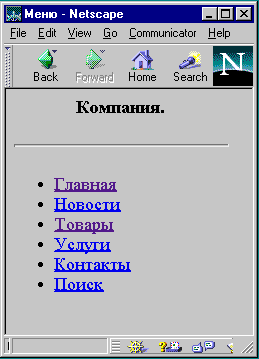 Меню - Netscape
File Edit View Go Communicator Help
Back Forward Home Search N
Компания.
Главная
Новости
Товары
Услуги
Контакты
Поиск